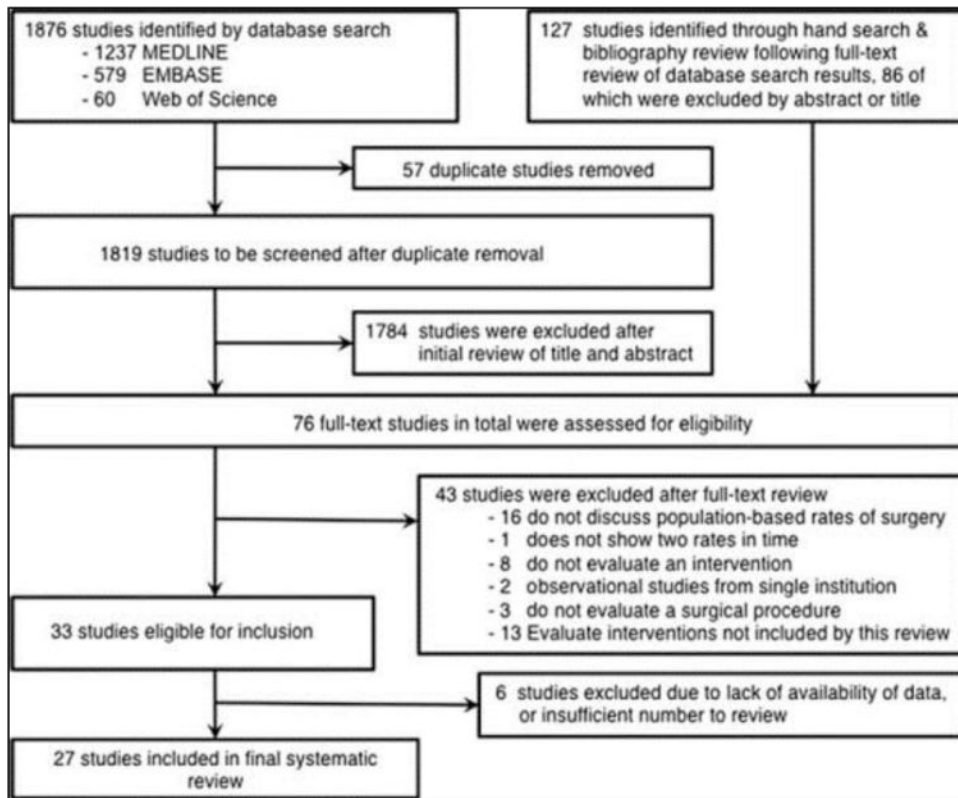 1876 studies identified by database search
- 1237 MEDLINE
- 579 EMBASE
- 60 Web of Science
127 studies identified through hand search &
bibliography review following full-text
review of database search results, 86 of
which were excluded by abstract or title
57 duplicate studies removed
1819 studies to be screened after duplicate removal
1784 studies were excluded after
initial review of title and abstract
76 full-text studies in total were assessed for eligibility
43 studies were excluded after full-text review
- 16 do not discuss population-based rates of surgery
- 1 does not show two rates in time
- 8 do not evaluate an intervention
- 2 observational studies from single institution
- 3 do not evaluate a surgical procedure
- 13 Evaluate interventions not included by this review
33 studies eligible for inclusion
6 studies excluded due to lack of availability of data,
or insufficient number to review
27 studies included in final systematic
review